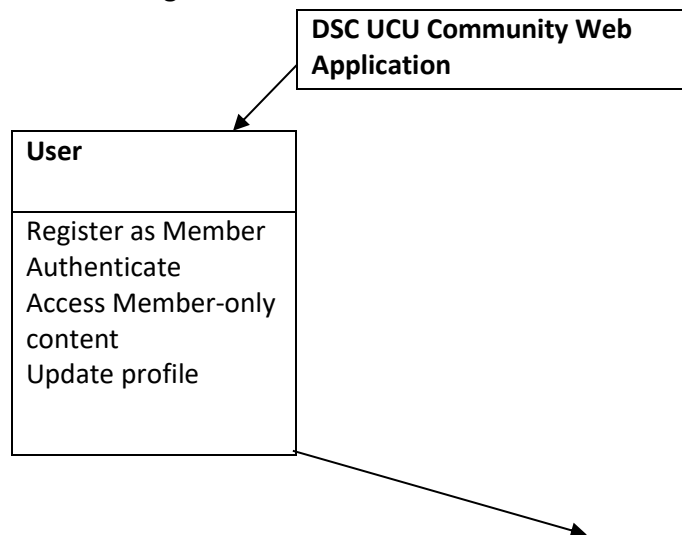 DSC UCU Community Web
Application
User
Register as Member
Authenticate
Access Member-only
content
Update profile